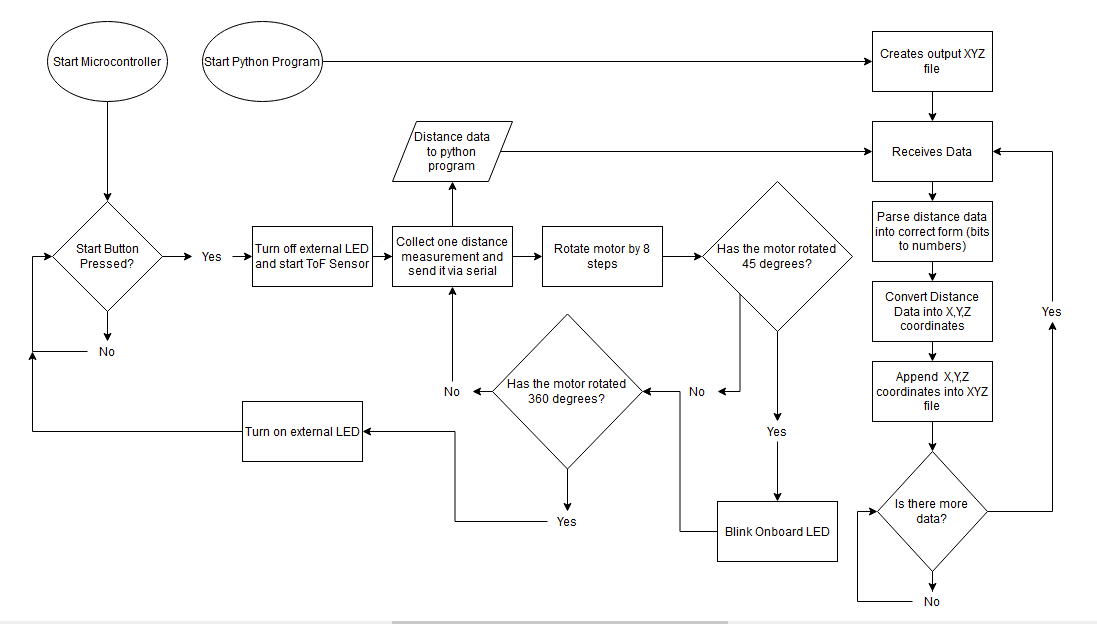 Start Microcontroller
Start Python Program
Creates output XYZ
file
Distance data
to python
program
Receives Data
Start Button
Pressed?
Yes
Turn off external LED
and start ToF Sensor
Collect one distance
measurement and
send it via serial
Rotate motor by 8
steps
Has the motor rotated
45 degrees?
Parse distance data
into correct form (bits
to numbers)
Convert Distance
Data into X,Y,Z
coordinates
Yes
No
Has the motor rotated
360 degrees?
No
No
Append X,Y,Z
coordinates into XYZ
file
Turn on external LED
Yes
Yes
Blink Onboard LED
Is there more
data?
No